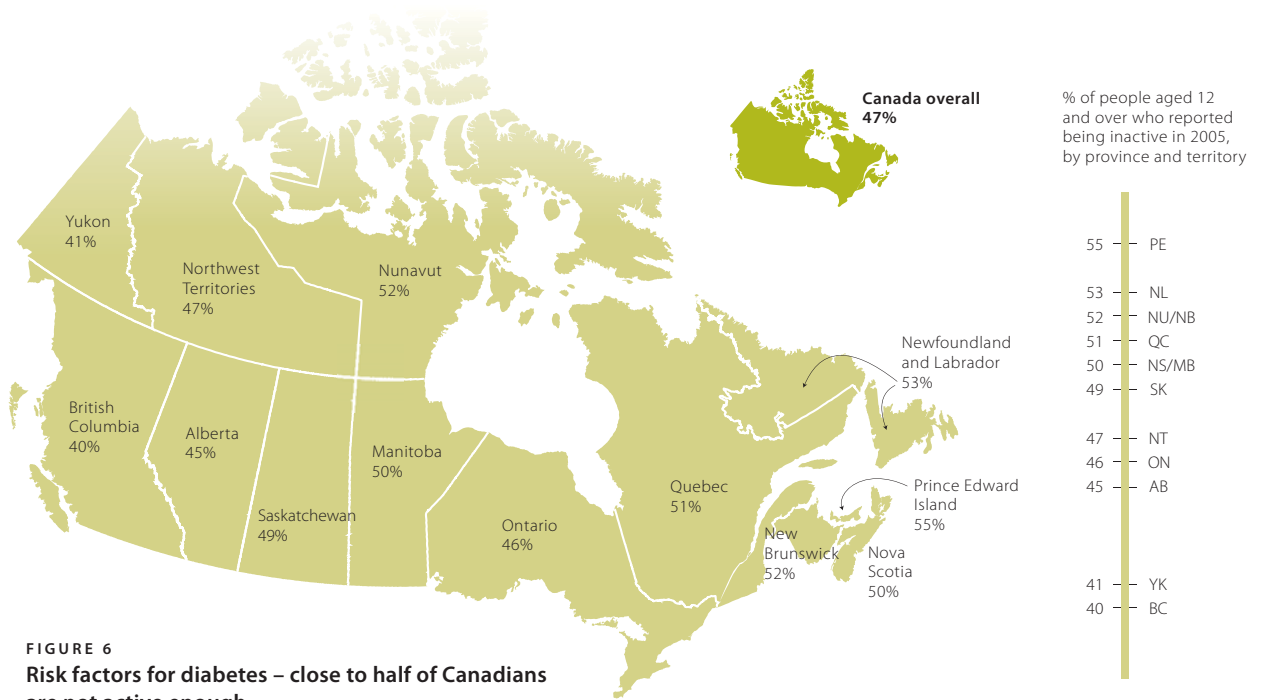 Canada overall
47%
% of people aged 12
and over who reported
being inactive in 2005,
by province and territory
Yukon
41%
Northwest
Territories
47%
Nunavut
52%
British
Columbia
40%
Alberta
45%
Saskatchewan
49%
Manitoba
50%
Ontario
46%
Quebec
51%
Newfoundland
and Labrador
53%
Prince Edward
Island
55%
New
Brunswick
52%
Nova
Scotia
50%
55 PE
53 NL
52 NU/NB
51 QC
50 NS/MB
49 SK
47 NT
46 ON
45 AB
41 YK
40 BC
FIGURE 6
Risk factors for diabetes – close to half of Canadians
are not active enough